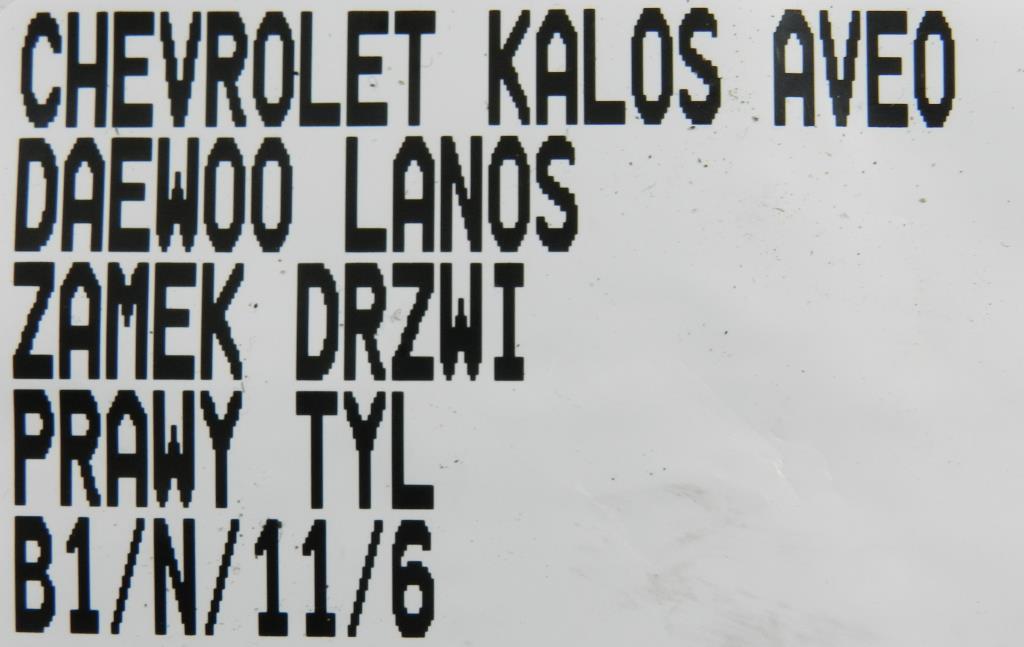 CHEVROLET KALOS AVEO
DAEWOO LANOS
ZAMEK DRZWI
PRAWY TYL
B1/N/11/6